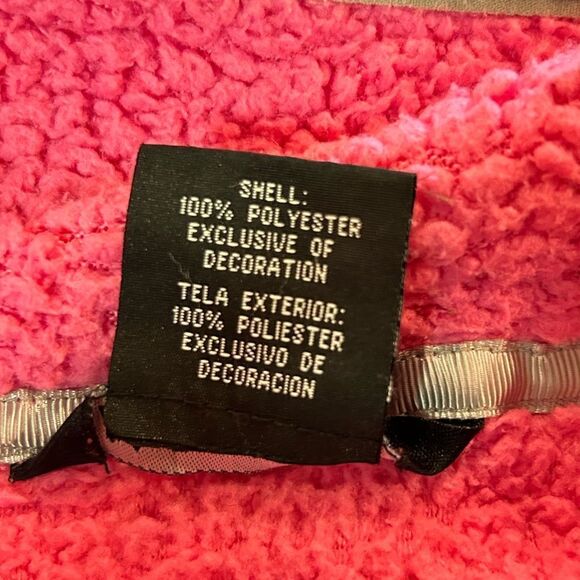 SHELL:
100% POLYESTER
EXCLUSIVE OF
DECORATION
TELA EXTERIOR:
100% POLIESTER
EXCLUSIVO DE
DECORACION